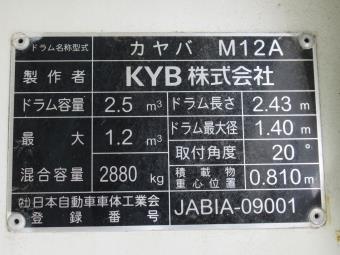 ドラム名称型式 カヤバ M12A
製作者 KYB株式会社
ドラム容量 2.5 m³ ドラム長さ 2.43 m
最大 1.2 m³ ドラム最大径 1.40 m
混合容量 2880 kg 取付角度 20°
積載物重心位置 0.810 m
(社)日本自動車車体工業会
登録番号 JABIA-09001